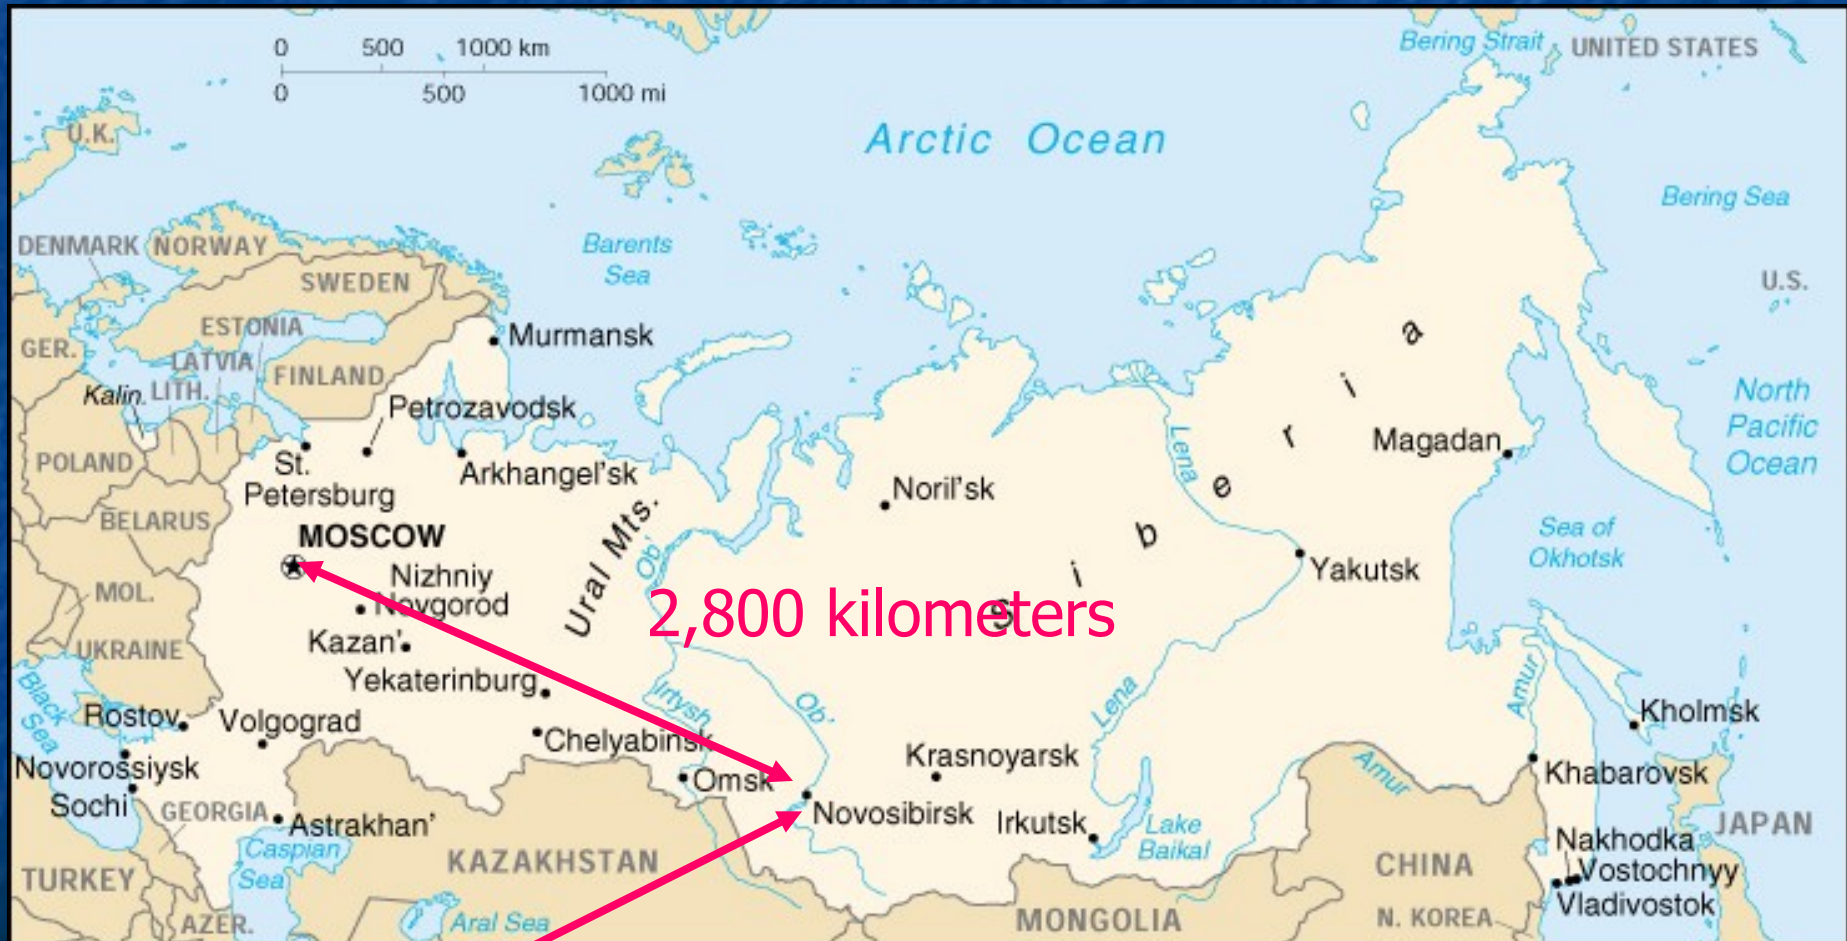 0 500 1000 km
0 500 1000 mi
Bering Strait
UNITED STATES
U.K.
Arctic Ocean
Bering Sea
DENMARK
NORWAY
SWEDEN
Barents
Sea
U.S.
ESTONIA
LATVIA
LITH.
Kalin.
GER.
FINLAND
Murmansk
Petrozavodsk
North
Pacific
Ocean
POLAND
St.
Petersburg
Arkhangel'sk
Noril'sk
Lena
Siberia
Magadan
BELARUS
MOSCOW
Ural Mts.
Ob'
Sea of
Okhotsk
Nizhniy
Novgorod
Yakutsk
MOL.
2,800 kilometers
UKRAINE
Kazan'
Yekaterinburg
Irtysh
Ob'
Lena
Amur
Black
Sea
Rostov
Volgograd
Chelyabinsk
Kholmsk
Novorossiysk
Sochi
Omsk
Krasnoyarsk
Amur
Khabarovsk
GEORGIA
Astrakhan'
Novosibirsk
Irkutsk
Lake
Baikal
JAPAN
Caspian
Sea
KAZAKHSTAN
CHINA
Nakhodka
Vostochnyy
Vladivostok
TURKEY
AZER.
Aral Sea
MONGOLIA
N. KOREA